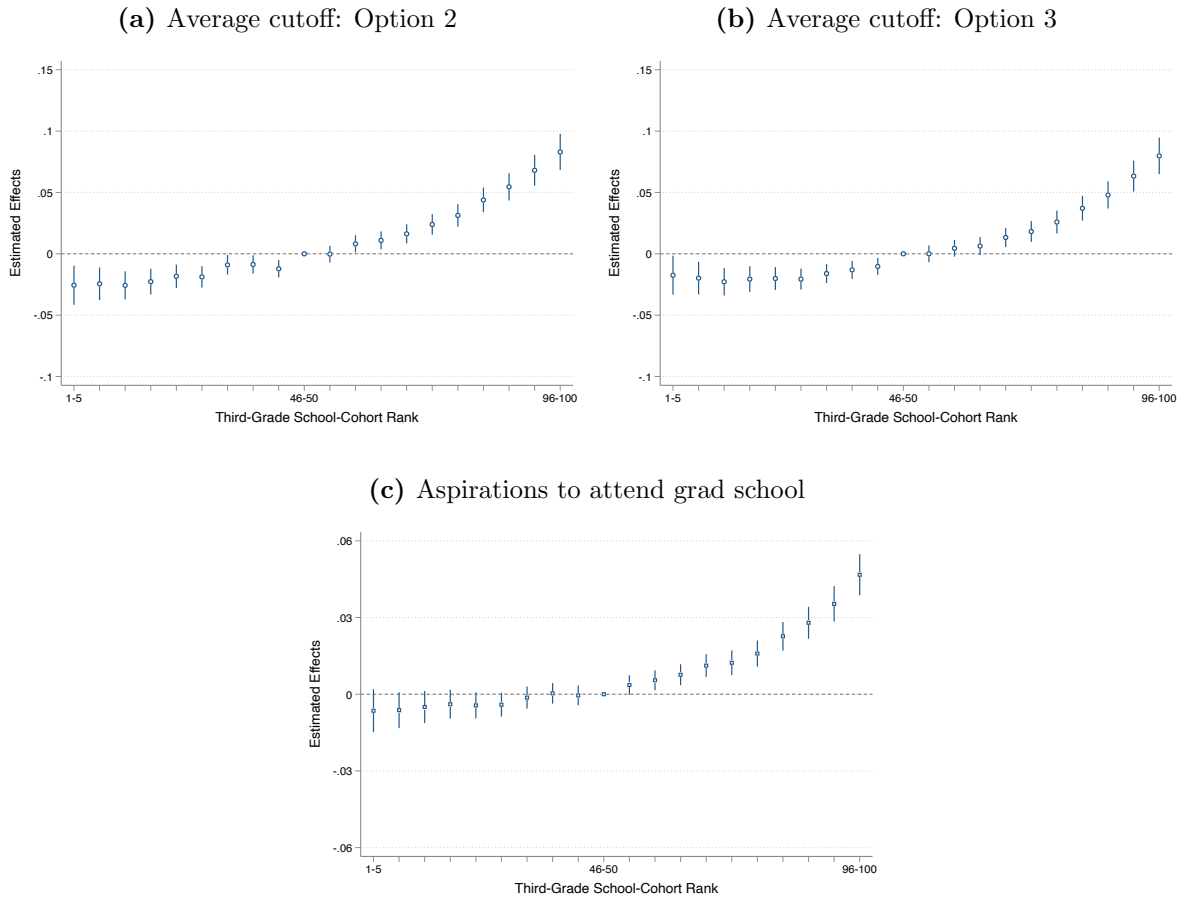 (a) Average cutoff: Option 2
.15
.1
.05
0
-.05
-.1
Estimated Effects
1-5 46-50 96-100
Third-Grade School-Cohort Rank
(b) Average cutoff: Option 3
.15
.1
.05
0
-.05
-.1
Estimated Effects
1-5 46-50 96-100
Third-Grade School-Cohort Rank
(c) Aspirations to attend grad school
.06
.03
0
-.03
-.06
Estimated Effects
1-5 46-50 96-100
Third-Grade School-Cohort Rank